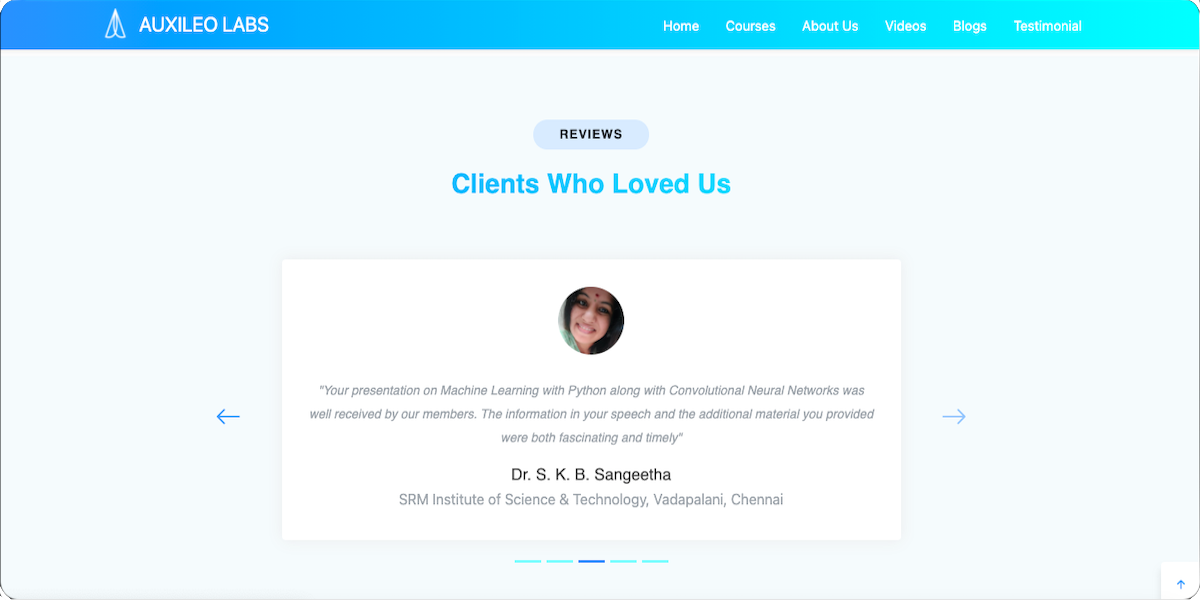 AUXILEO LABS
Home Courses About Us Videos Blogs Testimonial
REVIEWS
Clients Who Loved Us
"Your presentation on Machine Learning with Python along with Convolutional Neural Networks was
well received by our members. The information in your speech and the additional material you provided
were both fascinating and timely"
Dr. S. K. B. Sangeetha
SRM Institute of Science & Technology, Vadapalani, Chennai